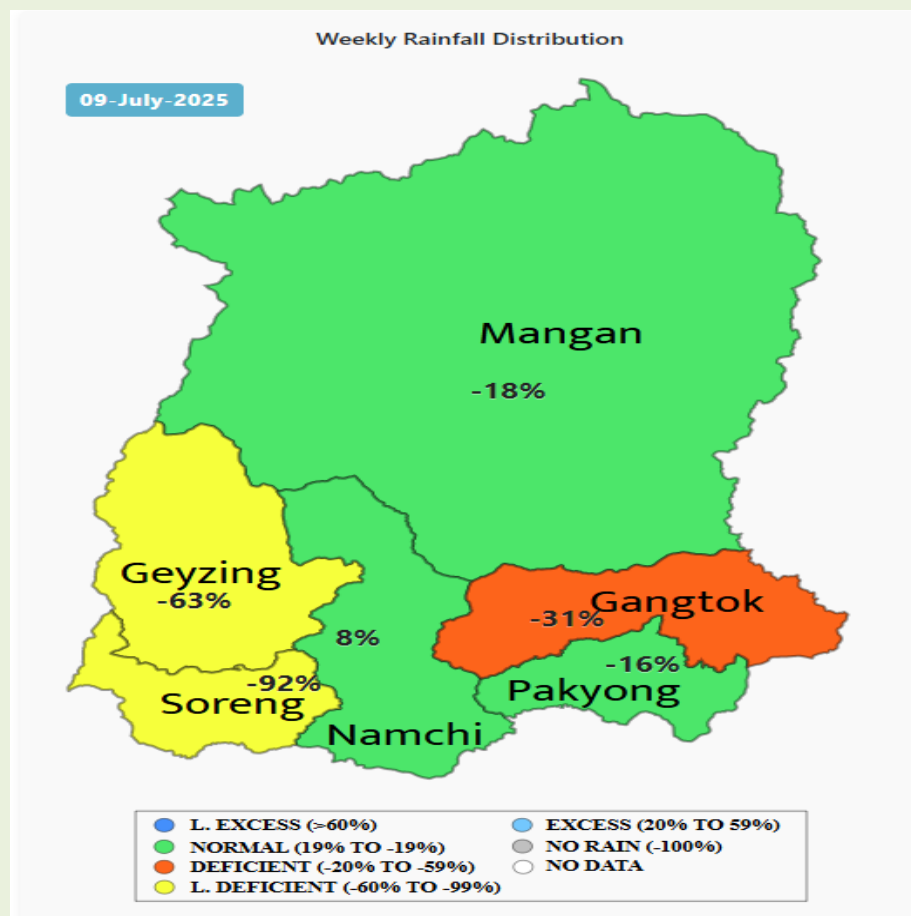 Weekly Rainfall Distribution
09-July-2025
Mangan
-18%
Geyzing
-63%
Gangtok
-31%
8%
-16%
Pakyong
-92%
Soreng
Namchi
L. EXCESS (>60%)
EXCESS (20% TO 59%)
NORMAL (19% TO -19%)
NO RAIN (-100%)
DEFICIENT (-20% TO -59%)
NO DATA
L. DEFICIENT (-60% TO -99%)